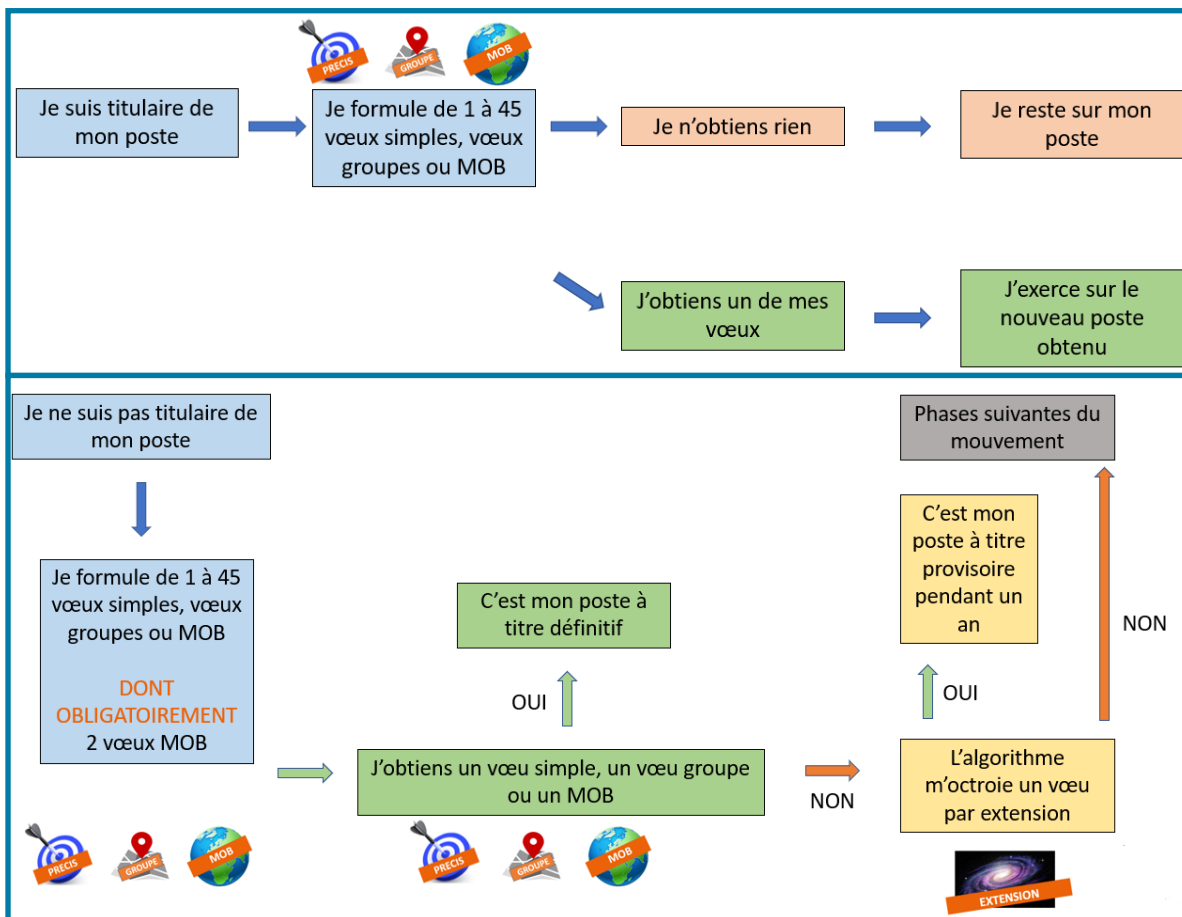 PRECIS
GROUPE
MOB
Je suis titulaire de
mon poste
Je formule de 1 à 45
vœux simples, vœux
groupes ou MOB
Je n’obtiens rien
Je reste sur mon
poste
J’obtiens un de mes
vœux
J’exerce sur le
nouveau poste
obtenu
Je ne suis pas titulaire de
mon poste
Phases suivantes du
mouvement
Je formule de 1 à 45
vœux simples, vœux
groupes ou MOB
DONT
OBLIGATOIREMENT
2 vœux MOB
C’est mon poste à
titre définitif
C’est mon
poste à titre
provisoire
pendant un
an
NON
OUI
OUI
J’obtiens un vœu simple, un vœu groupe
ou un MOB
NON
L’algorithme
m’octroie un vœu
par extension
PRECIS
GROUPE
MOB
PRECIS
GROUPE
MOB
EXTENSION